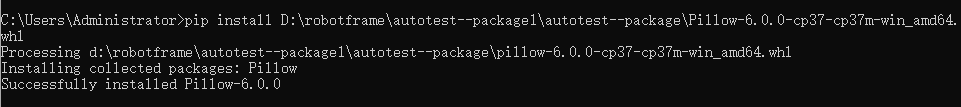 C:\Users\Administrator>pip install D:\robotframe\autotest--package1\autotest--package\Pillow-6.0.0-cp37-cp37m-win_amd64.
whl
Processing d:\robotframe\autotest--package1\autotest--package\pillow-6.0.0-cp37-cp37m-win_amd64.whl
Installing collected packages: Pillow
Successfully installed Pillow-6.0.0